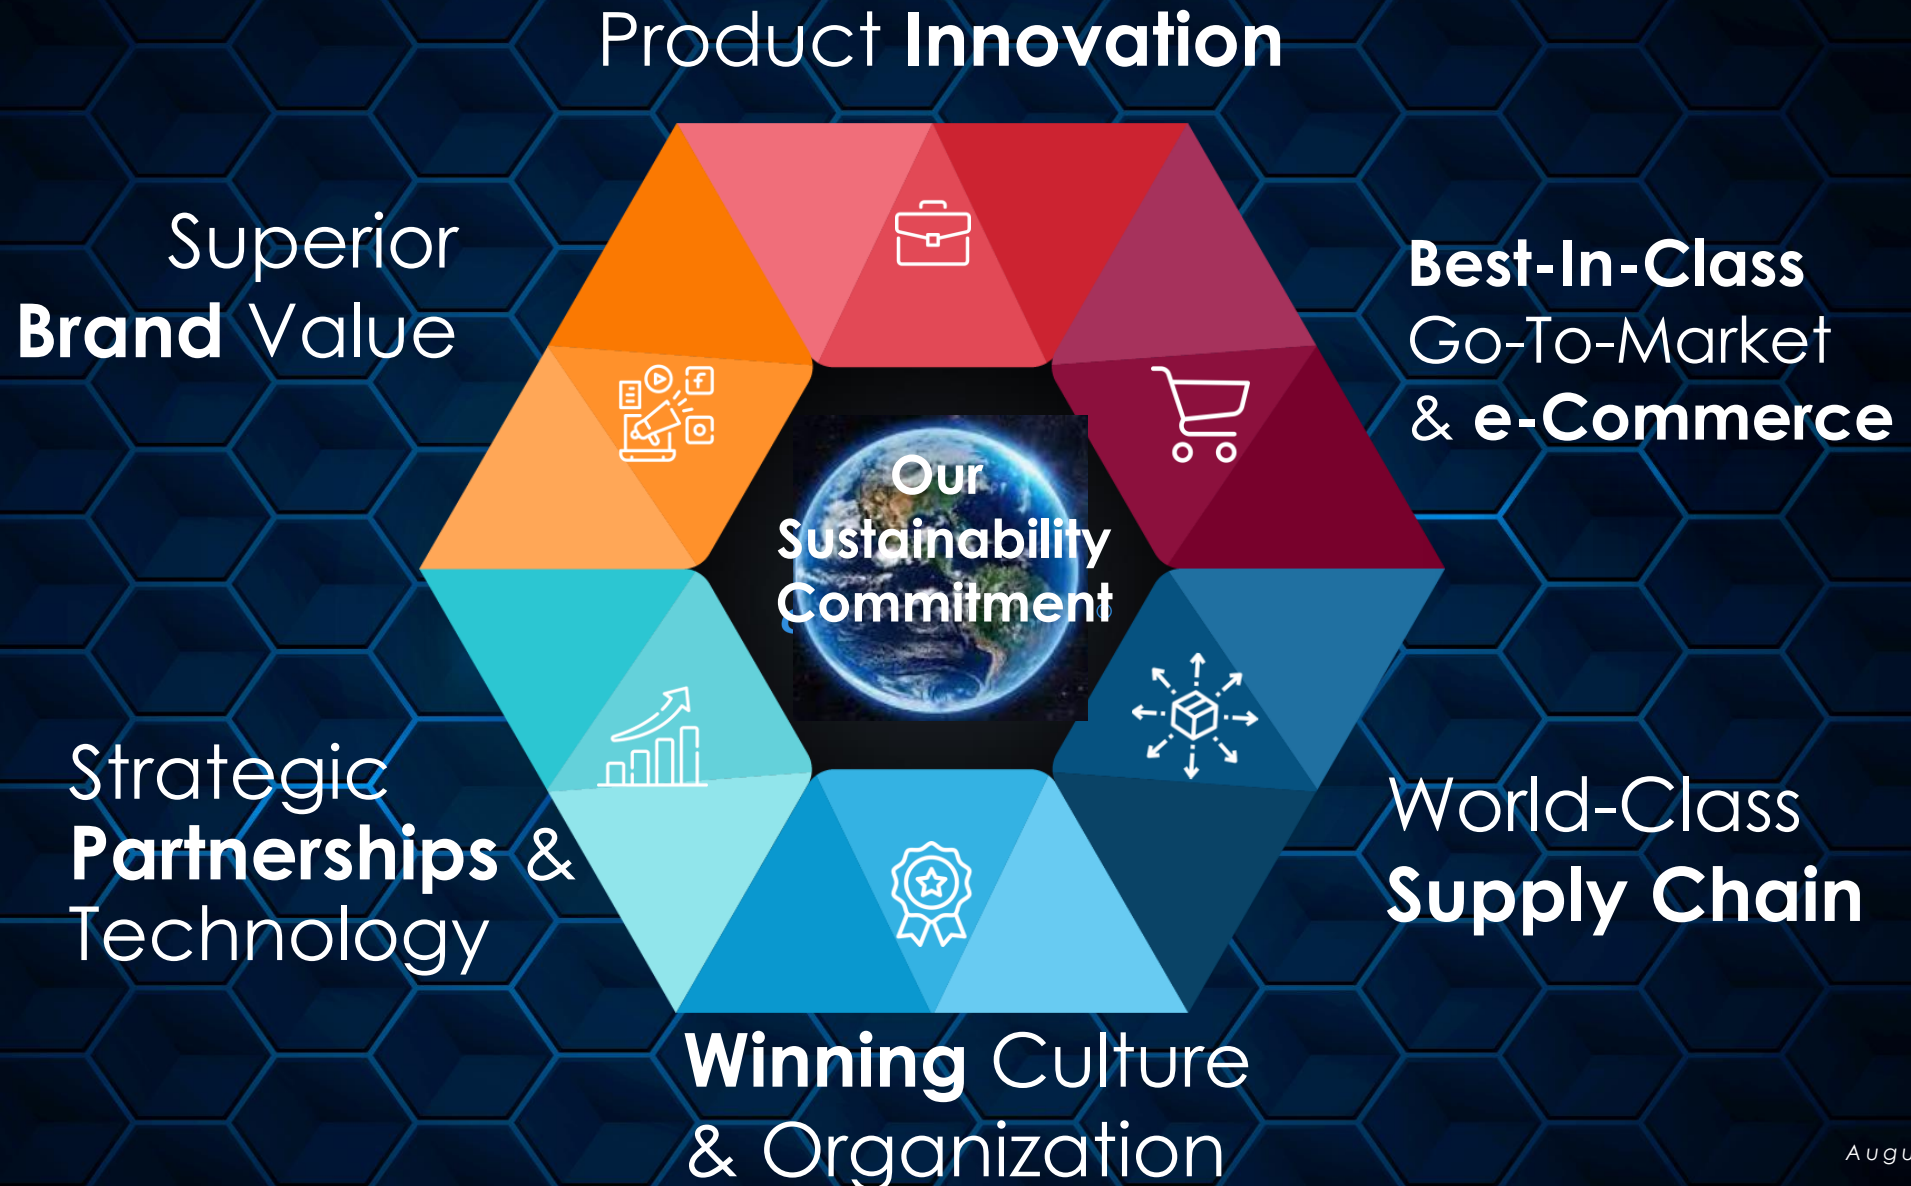 Product Innovation
Superior
Brand Value
Best-In-Class
Go-To-Market
& e-Commerce
Our
Sustainability
Commitment
Strategic
Partnerships &
Technology
World-Class
Supply Chain
Winning Culture
& Organization